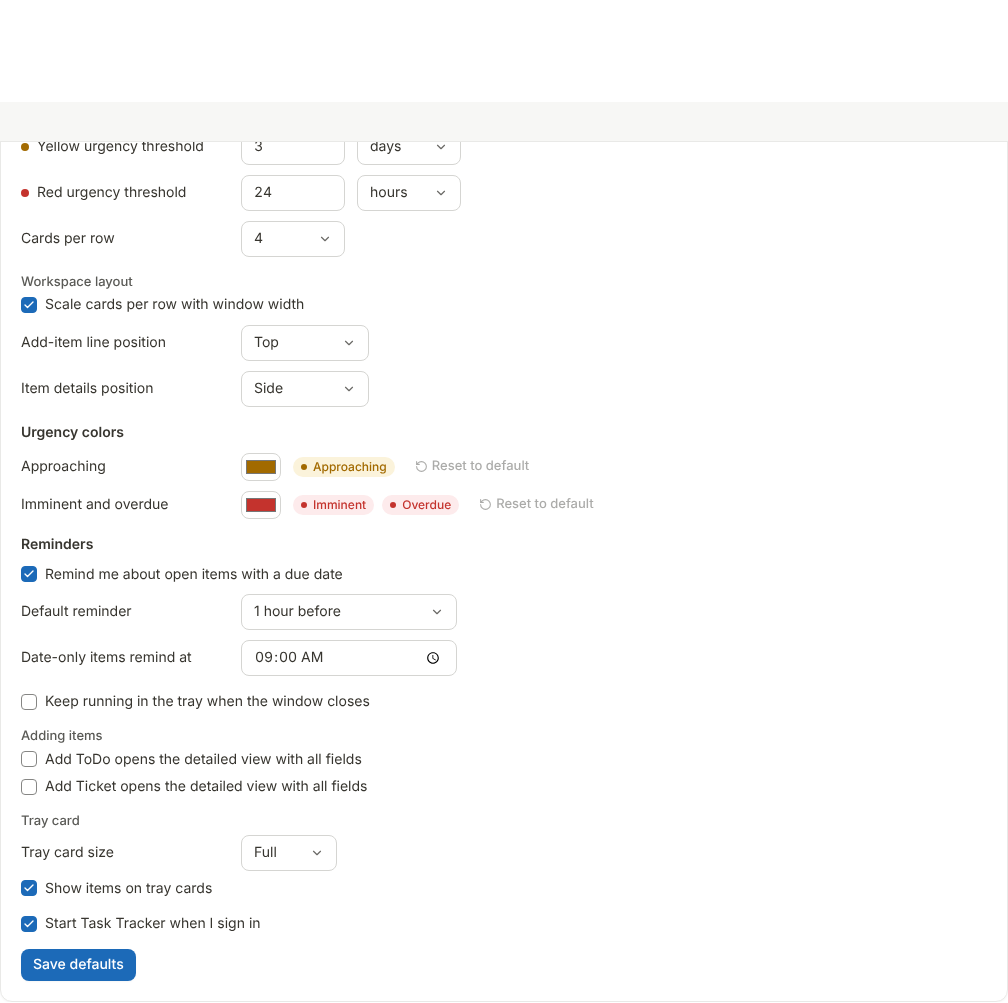 Yellow urgency threshold 3 days
Red urgency threshold 24 hours
Cards per row 4
Workspace layout
Scale cards per row with window width
Add-item line position Top
Item details position Side
Urgency colors
Approaching Approaching Reset to default
Imminent and overdue Imminent Overdue Reset to default
Reminders
Remind me about open items with a due date
Default reminder 1 hour before
Date-only items remind at 09:00 AM
Keep running in the tray when the window closes
Adding items
Add ToDo opens the detailed view with all fields
Add Ticket opens the detailed view with all fields
Tray card
Tray card size Full
Show items on tray cards
Start Task Tracker when I sign in
Save defaults